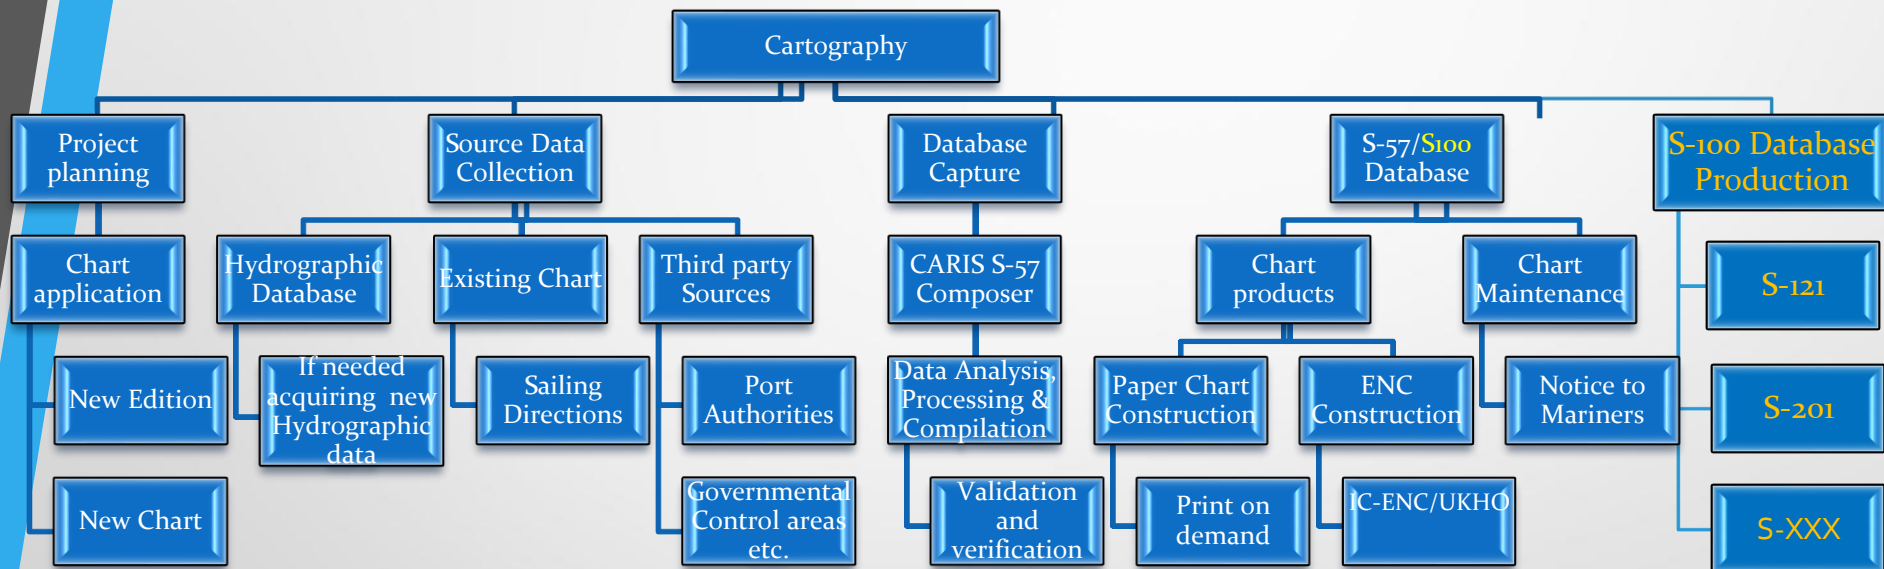 Cartography
Project
planning
Source Data
Collection
Database
Capture
S-57/S100
Database
S-100 Database
Production
Chart
application
Hydrographic
Database
Existing Chart
Third party
Sources
CARIS S-57
Composer
Chart
products
Chart
Maintenance
S-121
New Edition
If needed
acquiring new
Hydrographic
data
Sailing
Directions
Port
Authorities
Data Analysis,
Processing &
Compilation
Paper Chart
Construction
ENC
Construction
Notice to
Mariners
S-201
New Chart
Governmental
Control areas
etc.
Validation
and
verification
Print on
demand
IC-ENC/UKHO
S-XXX